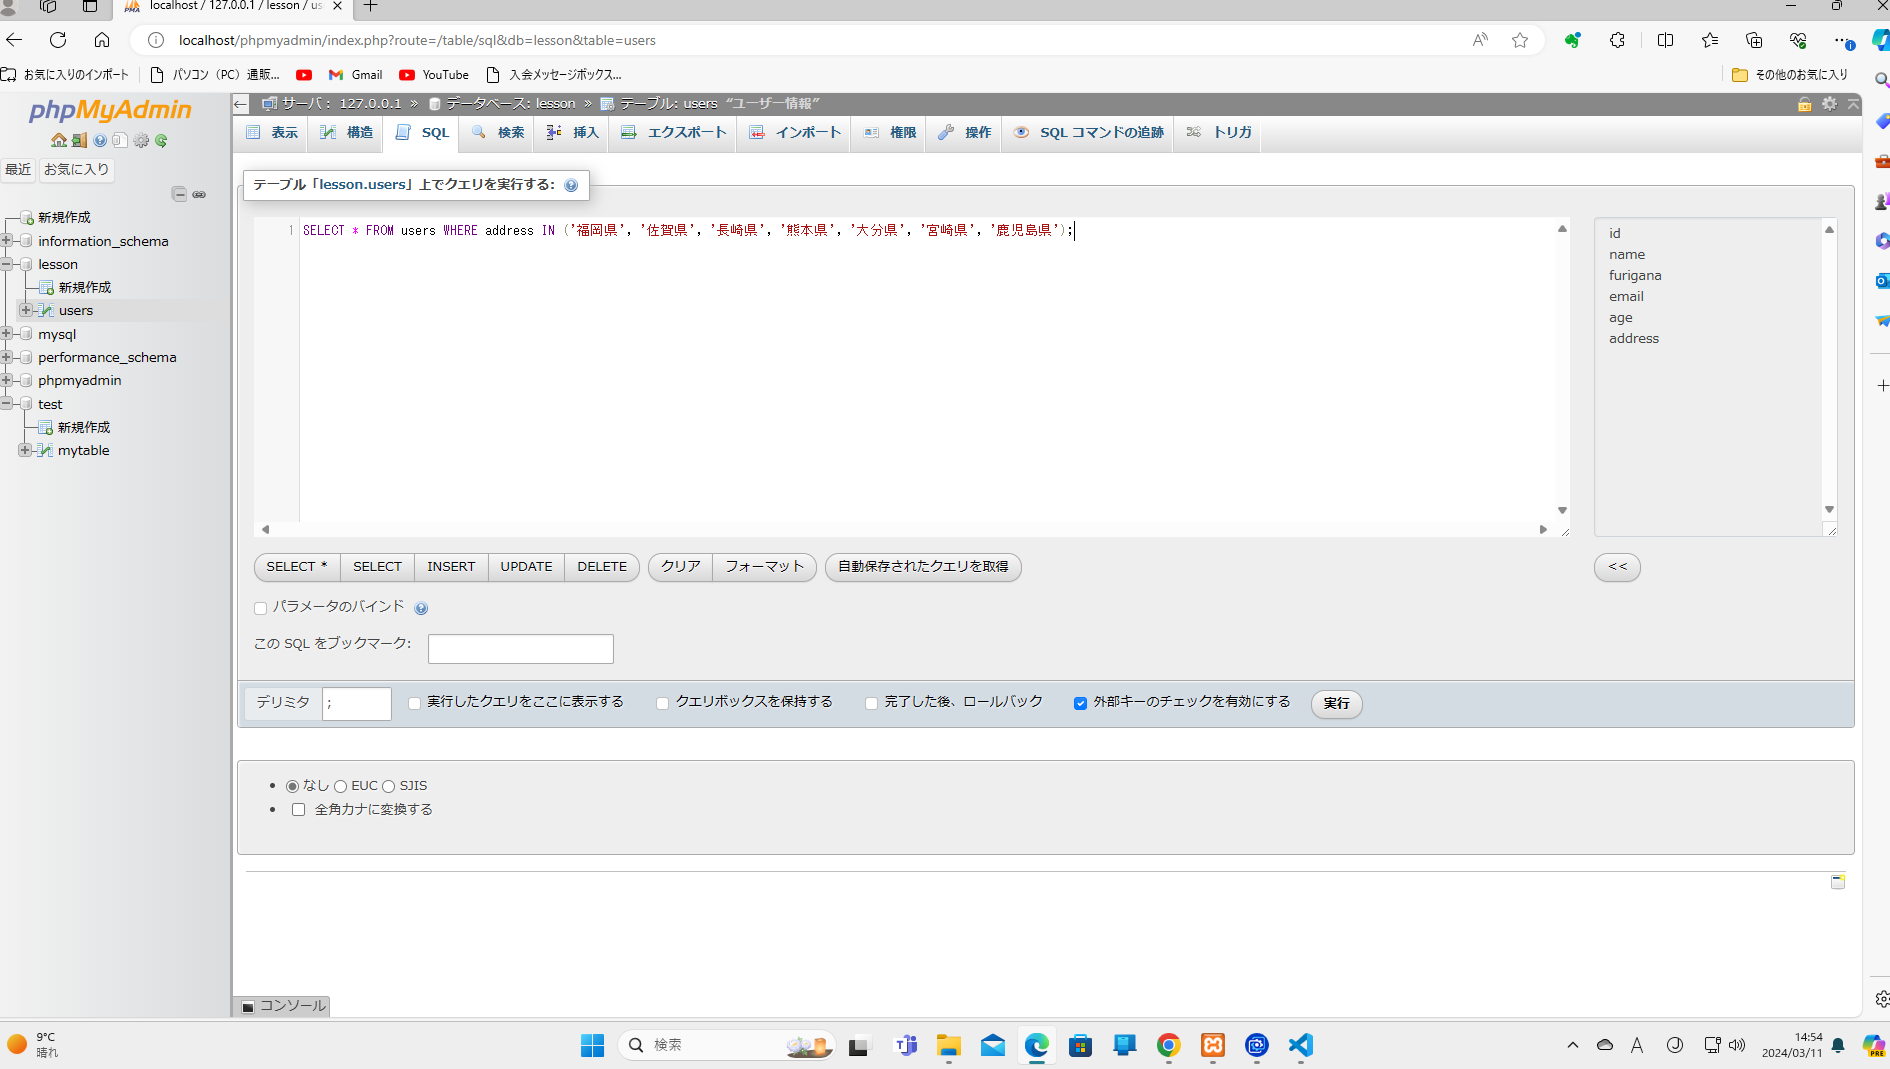 localhost / 127.0.0.1 / lesson / us
localhost/phpmyadmin/index.php?route=/table/sql&db=lesson&table=users
お気に入りのインポート
パソコン（PC）通販...
Gmail
YouTube
入会メッセージボックス...
その他のお気に入り
phpMyAdmin
最近 お気に入り
新規作成
information_schema
lesson
新規作成
users
mysql
performance_schema
phpmyadmin
test
新規作成
mytable
サーバ: 127.0.0.1 » データベース: lesson » テーブル: users “ユーザー情報”
表示 構造 SQL 検索 挿入 エクスポート インポート 権限 操作 SQL コマンドの追跡 トリガ
テーブル「lesson.users」上でクエリを実行する:
1 SELECT * FROM users WHERE address IN ('福岡県', '佐賀県', '長崎県', '熊本県', '大分県', '宮崎県', '鹿児島県');
id
name
furigana
email
age
address
SELECT * SELECT INSERT UPDATE DELETE クリア フォーマット 自動保存されたクエリを取得 <<
パラメータのバインド
この SQL をブックマーク:
デリミタ ; 実行したクエリをここに表示する クエリボックスを保持する 完了した後、ロールバック 外部キーのチェックを有効にする 実行
なし EUC SJIS
全角カナに変換する
コンソール
9°C
晴れ
検索
A
14:54
2024/03/11
PRE